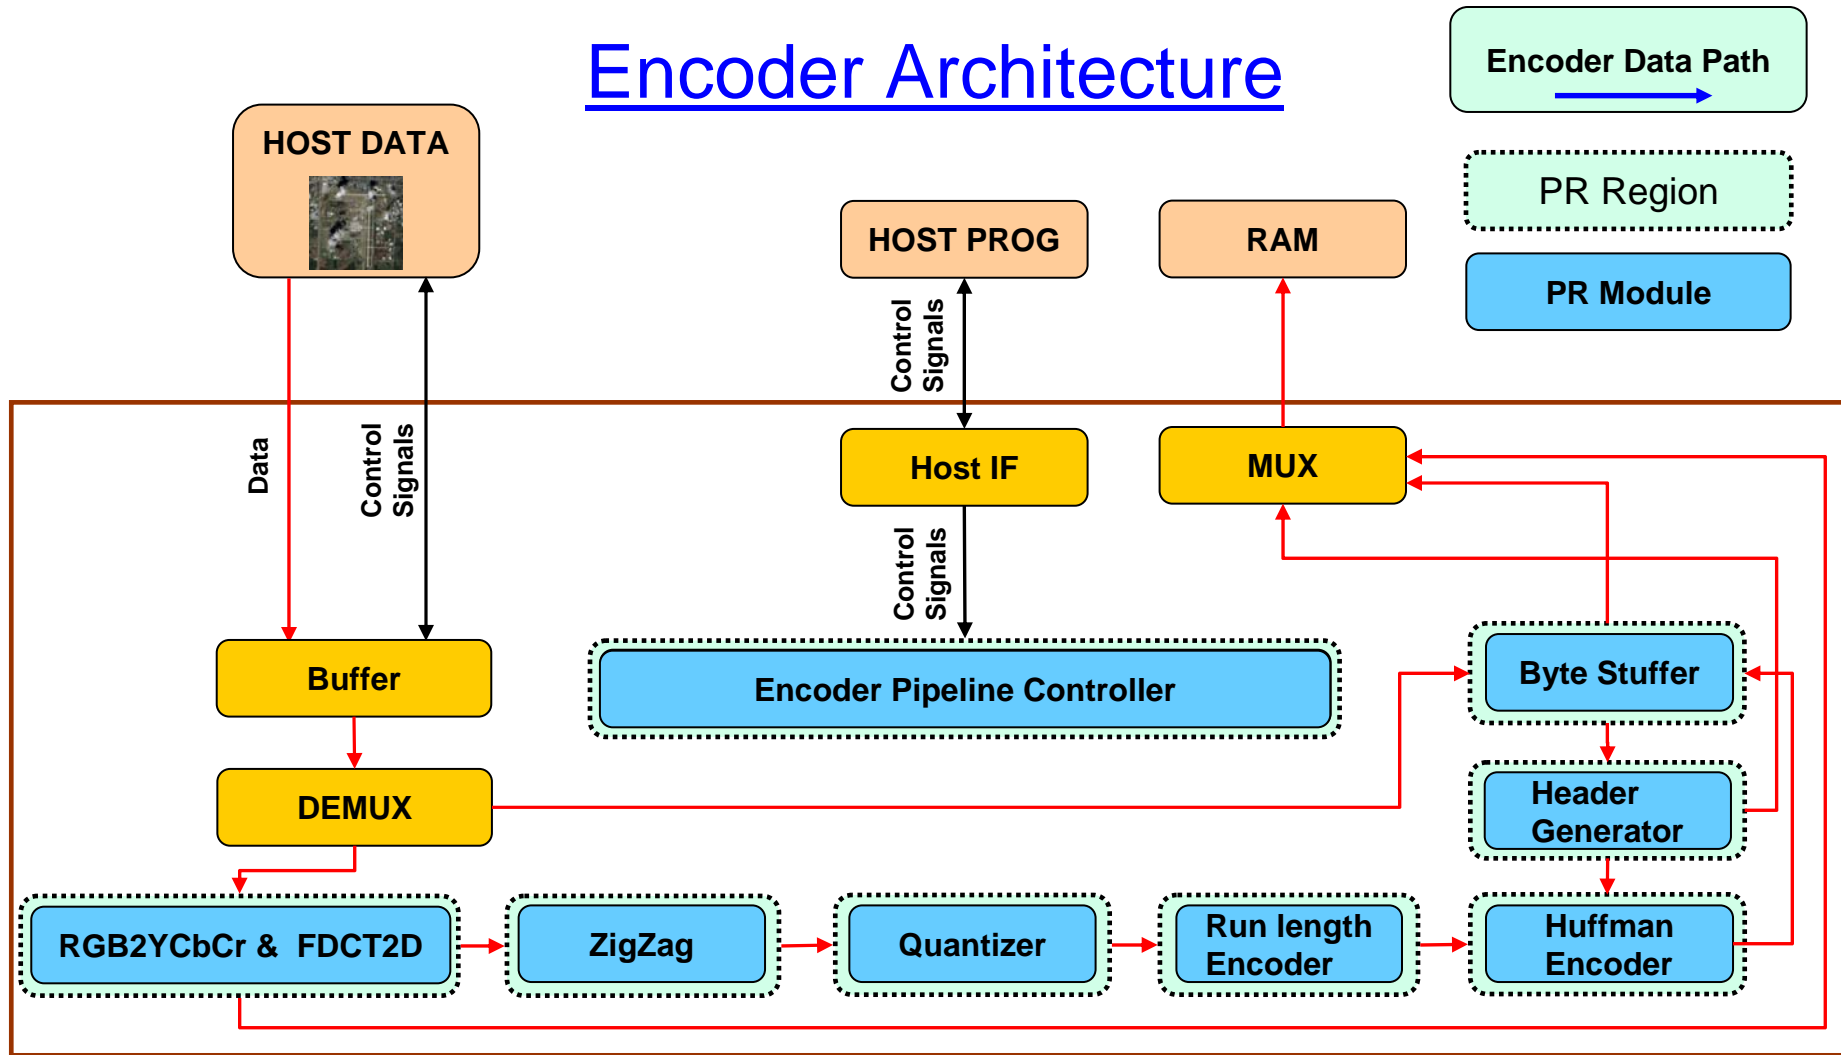 Encoder Architecture
Encoder Data Path
HOST DATA
PR Region
HOST PROG
RAM
PR Module
Control
Signals
Data
Control
Signals
Host IF
MUX
Control
Signals
Buffer
Encoder Pipeline Controller
Byte Stuffer
DEMUX
Header
Generator
RGB2YCbCr & FDCT2D
ZigZag
Quantizer
Run length
Encoder
Huffman
Encoder